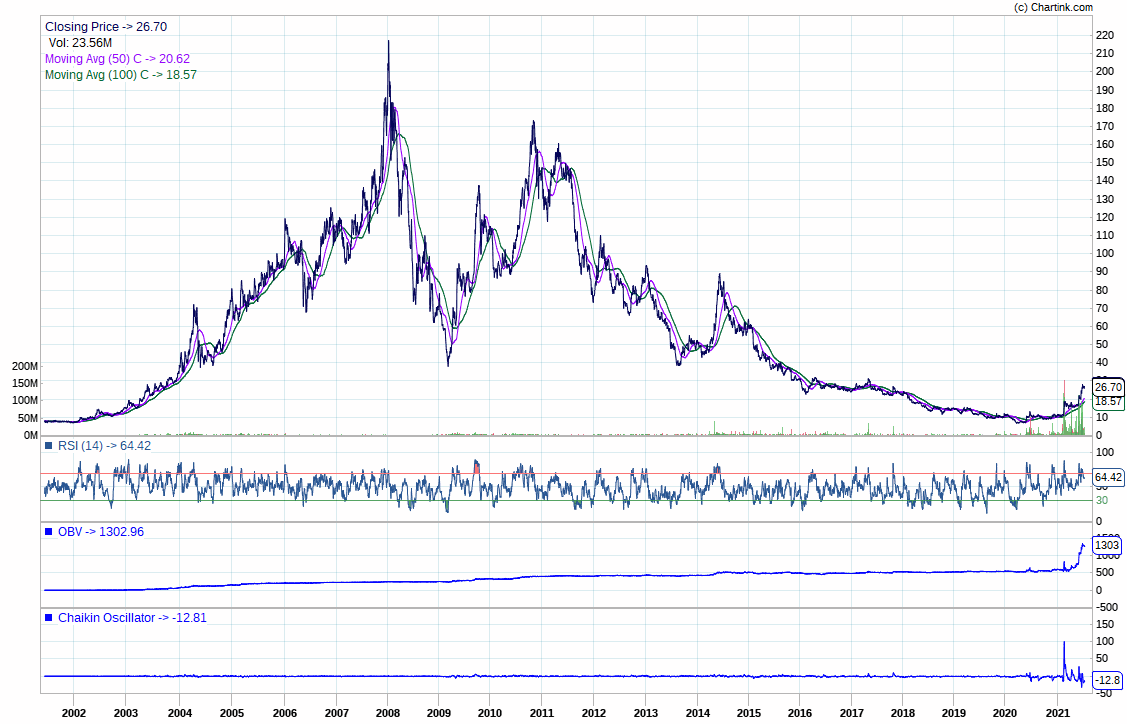 (c) Chartink.com
Closing Price -> 26.70
Vol: 23.56M
Moving Avg (50) C -> 20.62
Moving Avg (100) C -> 18.57
220
210
200
190
180
170
160
150
140
130
120
110
100
90
80
70
60
50
40
26.70
18.57
10
0
200M
150M
100M
50M
0M
RSI (14) -> 64.42
100
64.42
30
0
OBV -> 1302.96
1303
1000
500
0
-500
Chaikin Oscillator -> -12.81
150
100
50
-12.8
-50
2002 2003 2004 2005 2006 2007 2008 2009 2010 2011 2012 2013 2014 2015 2016 2017 2018 2019 2020 2021